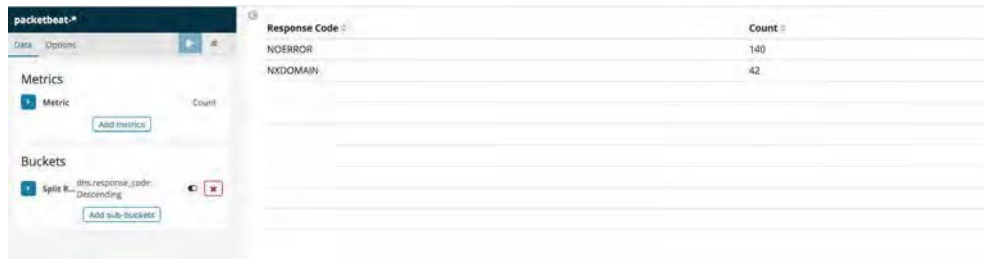 packetbeat-*
Data Options
Metrics
Metric Count
Add metrics
Buckets
Split R... dns.response_code: Descending
Add sub-buckets
Response Code Count
NOERROR 140
NXDOMAIN 42